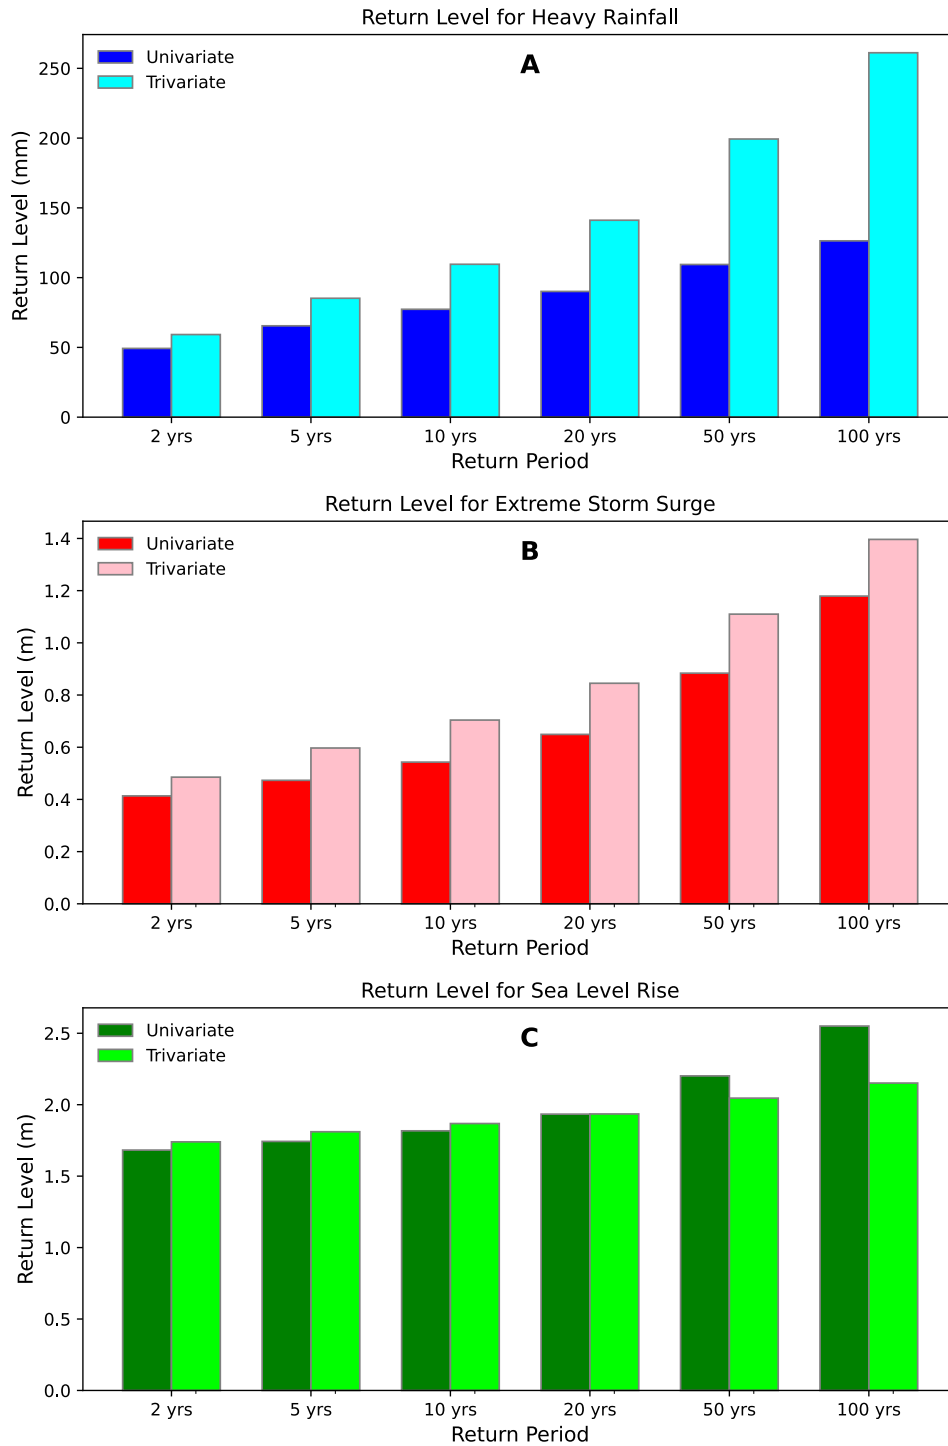 Return Level for Heavy Rainfall
A
Univariate
Trivariate
Return Level (mm)
250
200
150
100
50
0
2 yrs 5 yrs 10 yrs 20 yrs 50 yrs 100 yrs
Return Period
Return Level for Extreme Storm Surge
B
Univariate
Trivariate
Return Level (m)
1.4
1.2
1.0
0.8
0.6
0.4
0.2
0.0
2 yrs 5 yrs 10 yrs 20 yrs 50 yrs 100 yrs
Return Period
Return Level for Sea Level Rise
C
Univariate
Trivariate
Return Level (m)
2.5
2.0
1.5
1.0
0.5
0.0
2 yrs 5 yrs 10 yrs 20 yrs 50 yrs 100 yrs
Return Period